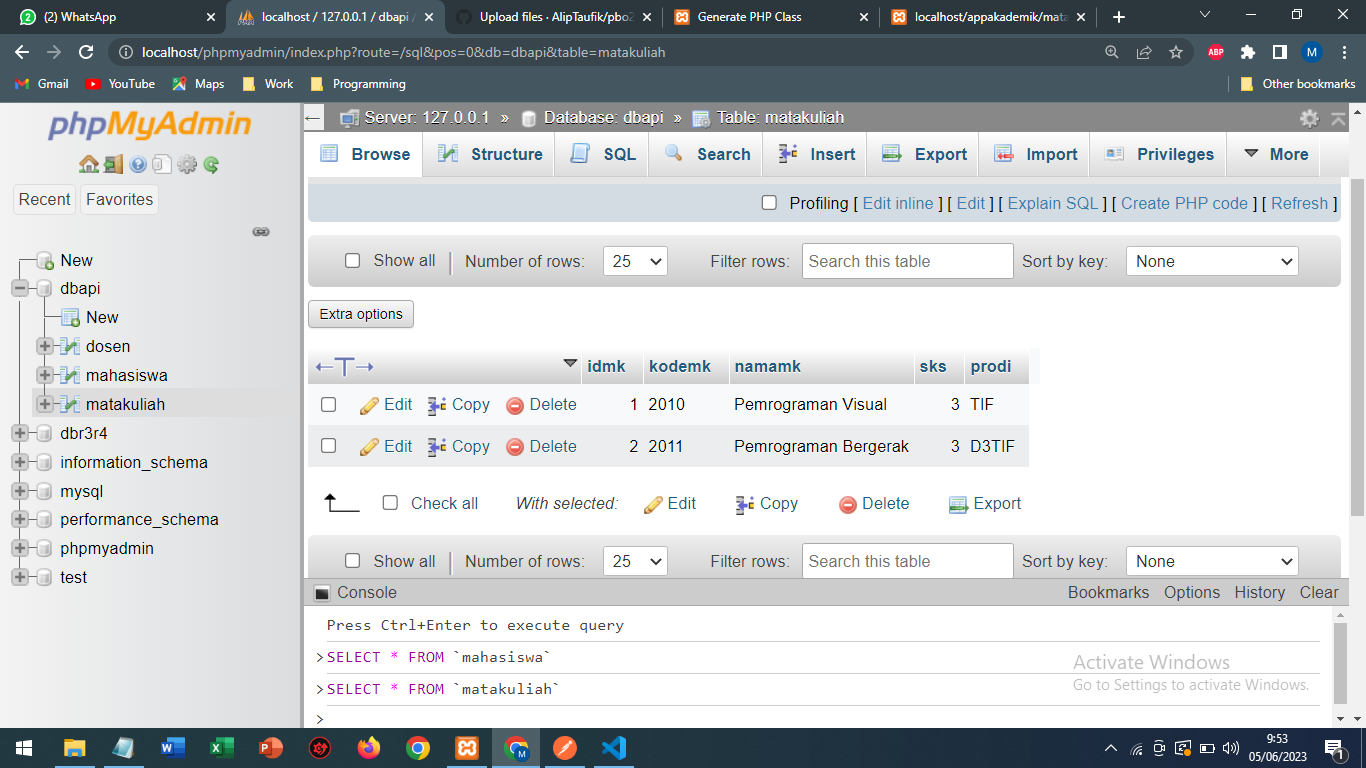 (2) WhatsApp
localhost / 127.0.0.1 / dbapi /
Upload files · AlipTaufik/pbo2
Generate PHP Class
localhost/appakademik/mata
localhost/phpmyadmin/index.php?route=/sql&pos=0&db=dbapi&table=matakuliah
ABP
M
Gmail
YouTube
Maps
Work
Programming
Other bookmarks
phpMyAdmin
Recent
Favorites
New
dbapi
New
dosen
mahasiswa
matakuliah
dbr3r4
information_schema
mysql
performance_schema
phpmyadmin
test
Server: 127.0.0.1 » Database: dbapi » Table: matakuliah
Browse
Structure
SQL
Search
Insert
Export
Import
Privileges
More
Profiling [ Edit inline ] [ Edit ] [ Explain SQL ] [ Create PHP code ] [ Refresh ]
Show all | Number of rows: 25 Filter rows: Search this table Sort by key: None
Extra options
idmk kodemk namamk sks prodi
Edit Copy Delete 1 2010 Pemrograman Visual 3 TIF
Edit Copy Delete 2 2011 Pemrograman Bergerak 3 D3TIF
Check all With selected: Edit Copy Delete Export
Show all | Number of rows: 25 Filter rows: Search this table Sort by key: None
Console
Bookmarks Options History Clear
Press Ctrl+Enter to execute query
>SELECT * FROM `mahasiswa`
>SELECT * FROM `matakuliah`
>
Activate Windows
Go to Settings to activate Windows.
9:53
05/06/2023
1